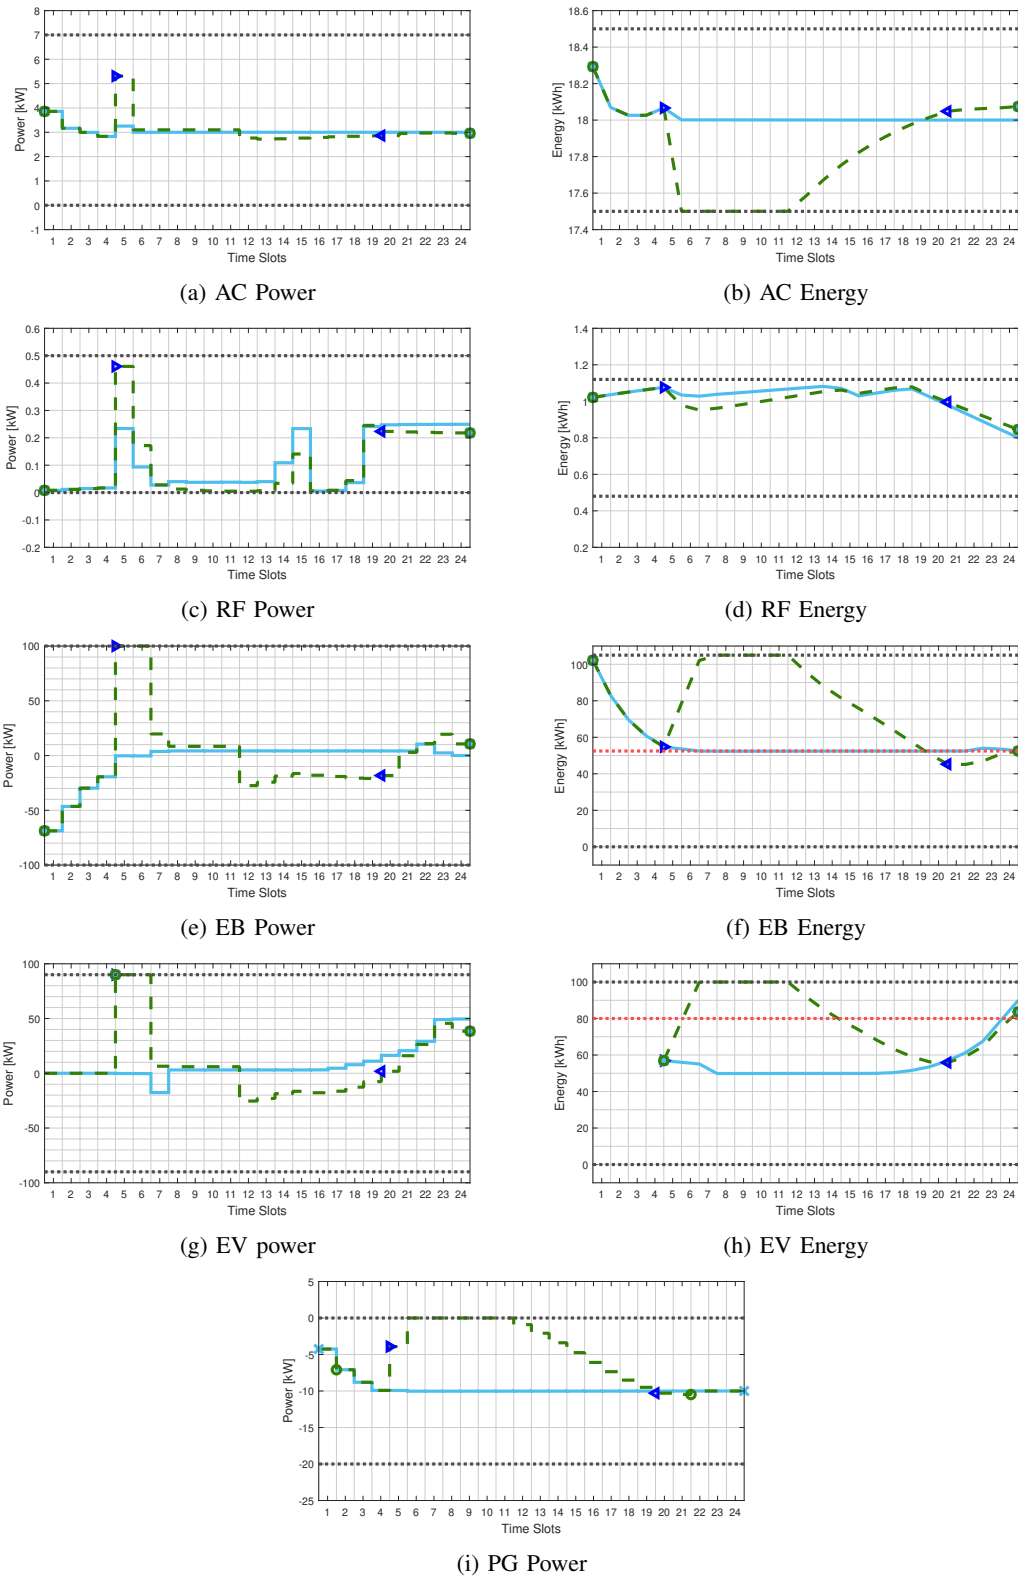 8
7
6
5
4
3
2
1
0
-1
Power [kW]
1 2 3 4 5 6 7 8 9 10 11 12 13 14 15 16 17 18 19 20 21 22 23 24
Time Slots
(a) AC Power
18.6
18.4
18.2
18
17.8
17.6
17.4
Energy [kWh]
1 2 3 4 5 6 7 8 9 10 11 12 13 14 15 16 17 18 19 20 21 22 23 24
Time Slots
(b) AC Energy
0.6
0.5
0.4
0.3
0.2
0.1
0
-0.1
-0.2
Power [kW]
1 2 3 4 5 6 7 8 9 10 11 12 13 14 15 16 17 18 19 20 21 22 23 24
Time Slots
(c) RF Power
1.4
1.2
1
0.8
0.6
0.4
0.2
Energy [kWh]
1 2 3 4 5 6 7 8 9 10 11 12 13 14 15 16 17 18 19 20 21 22 23 24
Time Slots
(d) RF Energy
100
50
0
-50
-100
Power [kW]
1 2 3 4 5 6 7 8 9 10 11 12 13 14 15 16 17 18 19 20 21 22 23 24
Time Slots
(e) EB Power
100
80
60
40
20
0
Energy [kWh]
1 2 3 4 5 6 7 8 9 10 11 12 13 14 15 16 17 18 19 20 21 22 23 24
Time Slots
(f) EB Energy
100
50
0
-50
-100
Power [kW]
1 2 3 4 5 6 7 8 9 10 11 12 13 14 15 16 17 18 19 20 21 22 23 24
Time Slots
(g) EV power
100
80
60
40
20
0
Energy [kWh]
1 2 3 4 5 6 7 8 9 10 11 12 13 14 15 16 17 18 19 20 21 22 23 24
Time Slots
(h) EV Energy
5
0
-5
-10
-15
-20
-25
Power [kW]
1 2 3 4 5 6 7 8 9 10 11 12 13 14 15 16 17 18 19 20 21 22 23 24
Time Slots
(i) PG Power